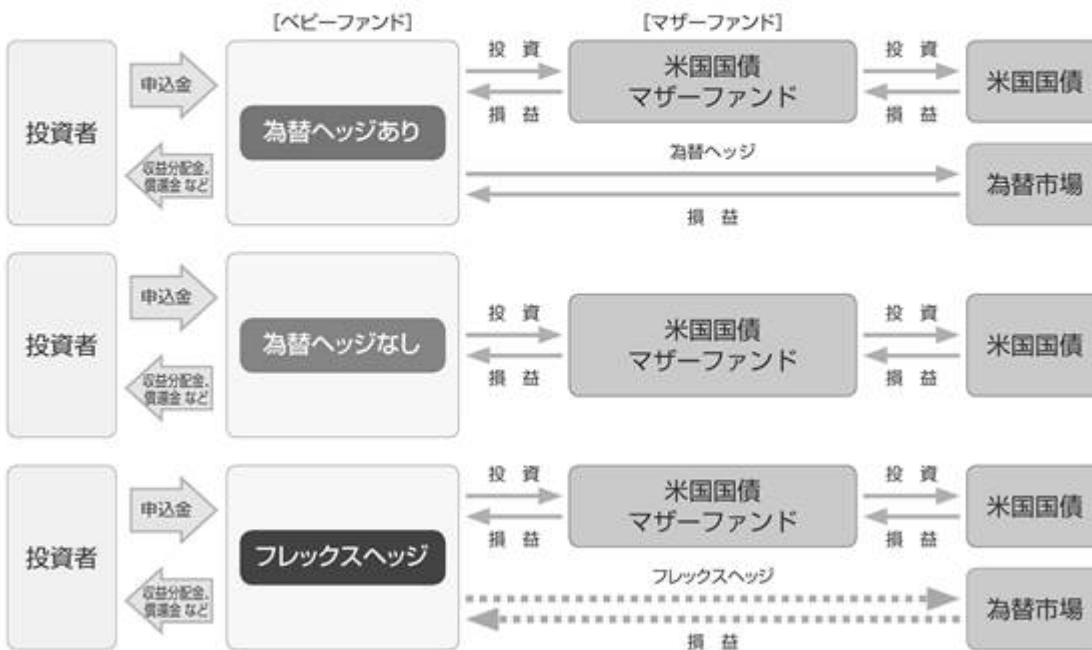 [ベビーファンド]
[マザーファンド]
投資者
申込金
収益分配金、
償還金 など
為替ヘッジあり
投 資
損 益
米国国債
マザーファンド
投 資
損 益
米国国債
為替ヘッジ
損 益
為替市場
投資者
申込金
収益分配金、
償還金 など
為替ヘッジなし
投 資
損 益
米国国債
マザーファンド
投 資
損 益
米国国債
投資者
申込金
収益分配金、
償還金 など
フレックスヘッジ
投 資
損 益
米国国債
マザーファンド
投 資
損 益
米国国債
フレックスヘッジ
損 益
為替市場